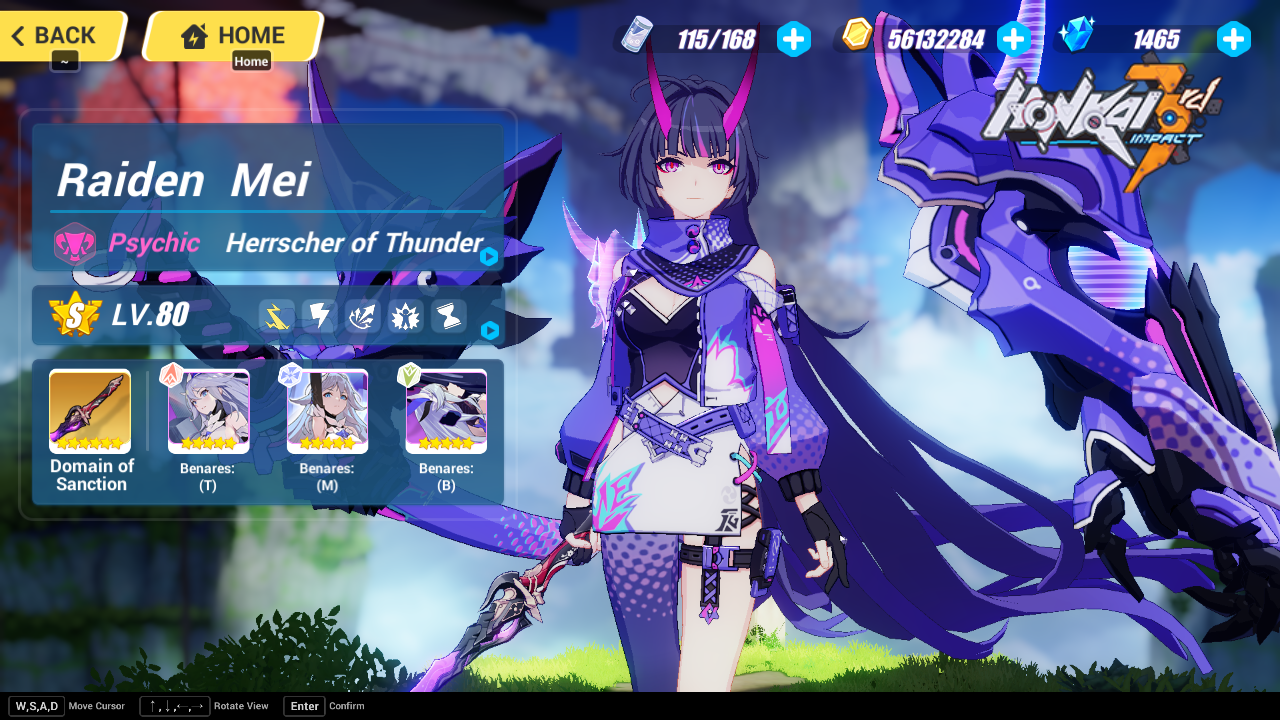 BACK
~
HOME
Home
115/168
56132284
1465
HONKAI 3rd
IMPACT
Raiden Mei
Psychic
Herrscher of Thunder
S
LV.80
Domain of
Sanction
Benares:
(T)
Benares:
(M)
Benares:
(B)
W,S,A,D Move Cursor
↑,↓,←,→ Rotate View
Enter Confirm